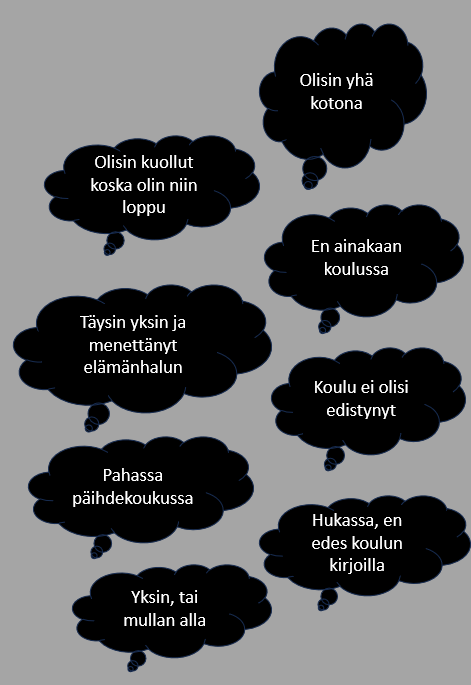 Olisin yhä
kotona
Olisin kuollut
koska olin niin
loppu
En ainakaan
koulussa
Täysin yksin ja
menettänyt
elämänhalun
Koulu ei olisi
edistynyt
Pahassa
päihdekoukussa
Hukassa, en
edes koulun
kirjoilla
Yksin, tai
mullan alla